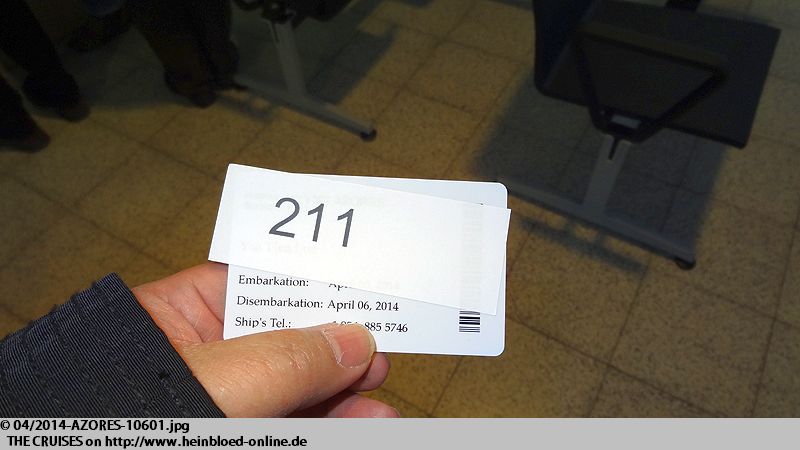 211
Embarkation:
Disembarkation: April 06, 2014
Ship's Tel.: 885 5746
© 04/2014-AZORES-10601.jpg
THE CRUISES on http://www.heinbloed-online.de